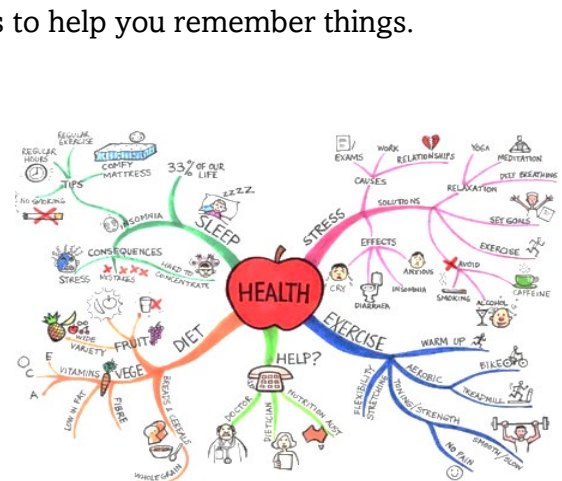 s to help you remember things.
REGULAR EXERCISE
REGULAR HOURS
COMFY MATTRESS
TIPS
NO SMOKING
INSOMNIA
33% OF OUR LIFE
ZZZZ
SLEEP
CONSEQUENCES
STRESS
MISTAKES
HARD TO CONCENTRATE
EXAMS
WORK
RELATIONSHIPS
CAUSES
STRESS
SOLUTIONS
YOGA
MEDITATION
DEEP BREATHING
RELAXATION
SET GOALS
EXERCISE
AVOID
SMOKING
ALCOHOL
CAFFEINE
EFFECTS
CRY
DIARRHEA
INSOMNIA
ANXIOUS
HEALTH
DIET
FRUIT
WIDE VARIETY
VEGE
VITAMINS
E
C
A
LOW IN FAT
FIBRE
BREADS & CEREALS
WHOLEGRAIN
HELP?
DOCTOR
DIETICIAN
NUTRITION AUST
EXERCISE
WARM UP
AEROBIC
BIKE
TREADMILL
FLEXIBILITY
STRETCHING
TONING/STRENGTH
SMOOTH/SLOW
NO PAIN